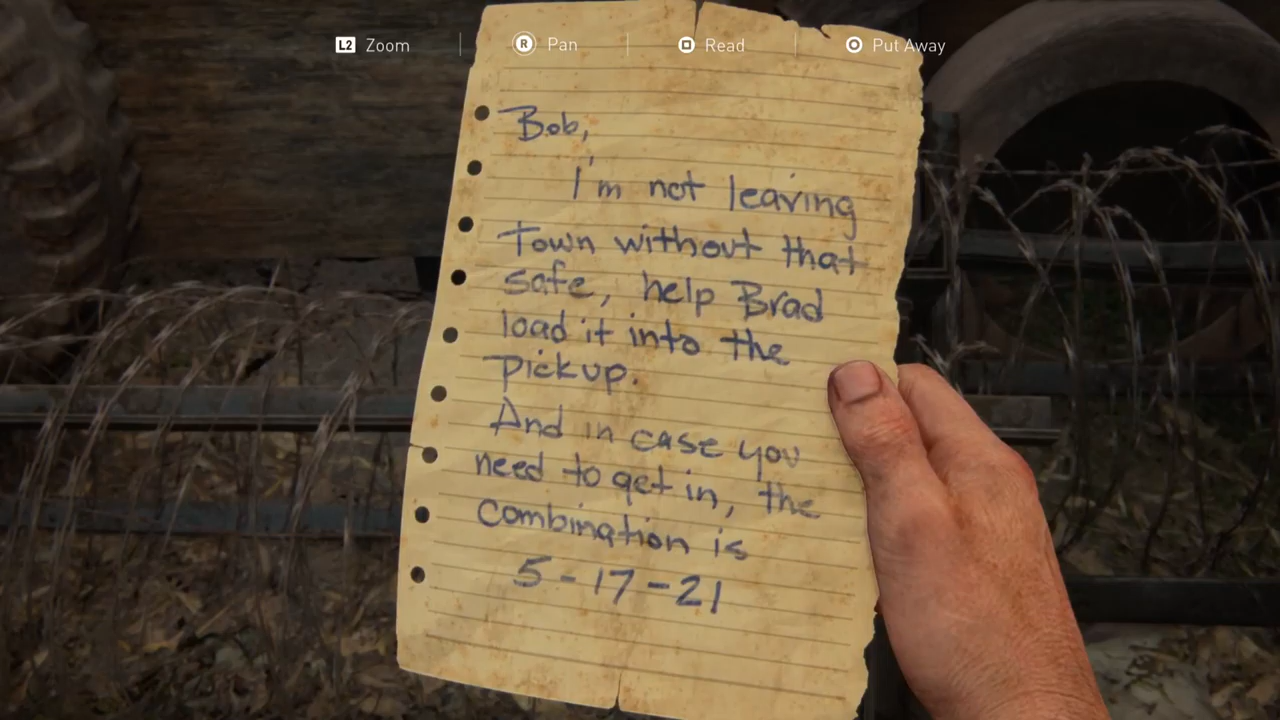 L2 Zoom R Pan Read Put Away
Bob,
I'm not leaving
Town without that
safe, help Brad
load it into the
pickup.
And in case you
need to get in, the
combination is
5-17-21